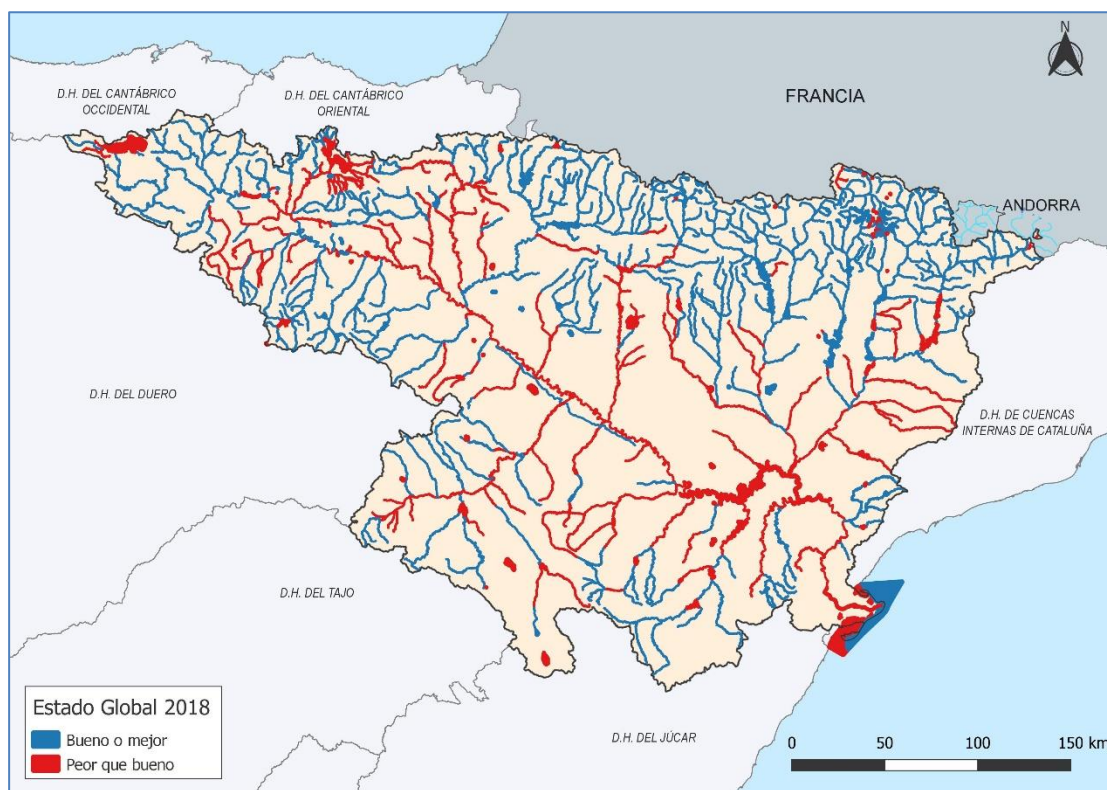 N
D.H. DEL CANTÁBRICO
OCCIDENTAL
D.H. DEL CANTÁBRICO
ORIENTAL
FRANCIA
ANDORRA
D.H. DEL DUERO
D.H. DE CUENCAS
INTERNAS DE CATALUÑA
D.H. DEL TAJO
D.H. DEL JÚCAR
Estado Global 2018
Bueno o mejor
Peor que bueno
0 50 100 150 km